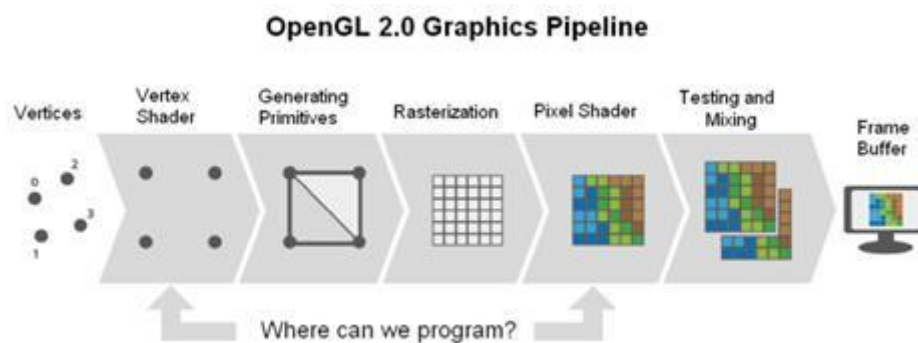 OpenGL 2.0 Graphics Pipeline
Vertices
Vertex
Shader
Generating
Primitives
Rasterization
Pixel Shader
Testing and
Mixing
Frame
Buffer
0
2
1
3
Where can we program?